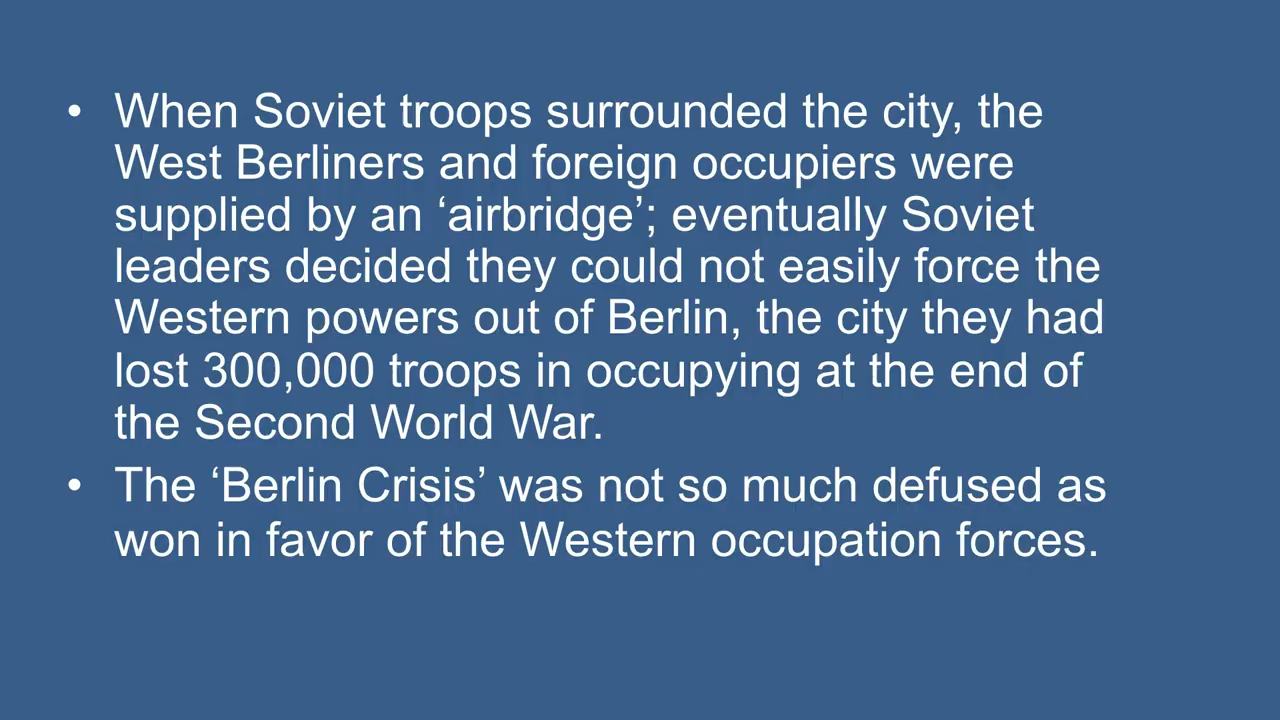 • When Soviet troops surrounded the city, the
West Berliners and foreign occupiers were
supplied by an ‘airbridge’; eventually Soviet
leaders decided they could not easily force the
Western powers out of Berlin, the city they had
lost 300,000 troops in occupying at the end of
the Second World War.
• The ‘Berlin Crisis’ was not so much defused as
won in favor of the Western occupation forces.